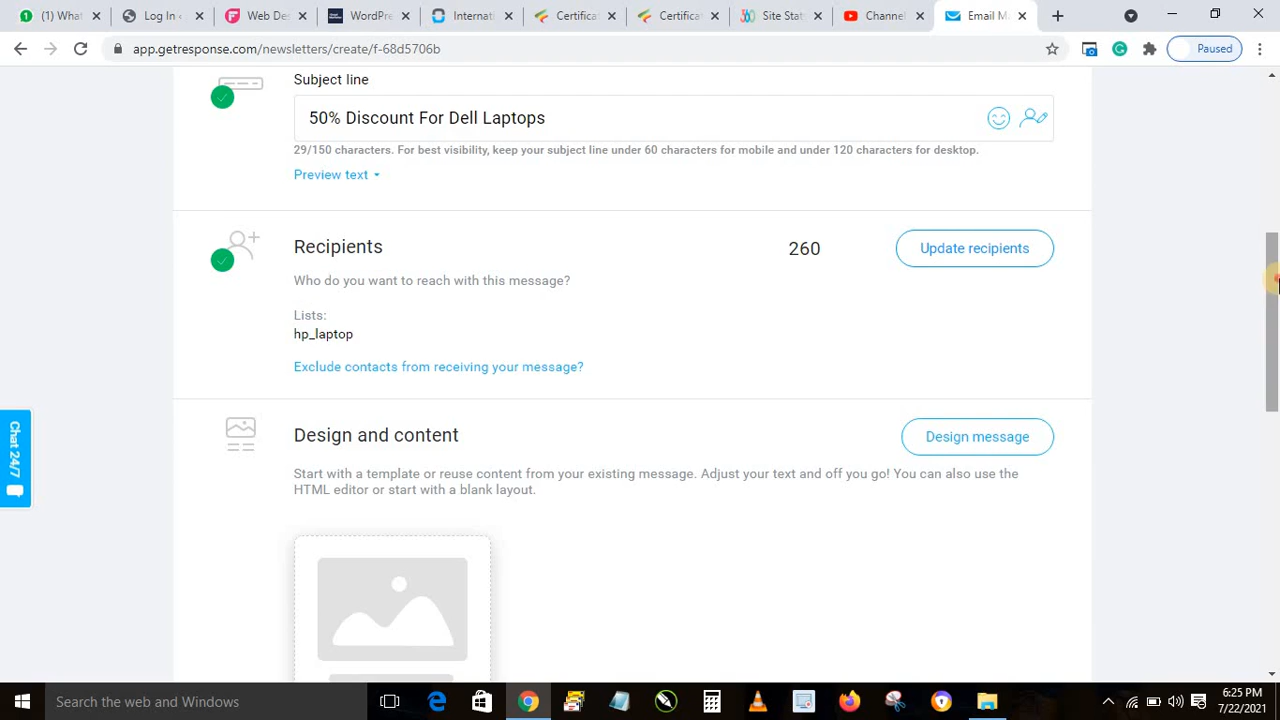 (1) What
Log In ‹
Web De
WordPre
Internati
Certifica
Certifica
Site Stat
Channel
Email M
app.getresponse.com/newsletters/create/f-68d5706b
Paused
Subject line
50% Discount For Dell Laptops
29/150 characters. For best visibility, keep your subject line under 60 characters for mobile and under 120 characters for desktop.
Preview text
Recipients
260
Update recipients
Who do you want to reach with this message?
Lists:
hp_laptop
Exclude contacts from receiving your message?
Chat 24/7
Design and content
Design message
Start with a template or reuse content from your existing message. Adjust your text and off you go! You can also use the
HTML editor or start with a blank layout.
Search the web and Windows
6:25 PM
7/22/2021